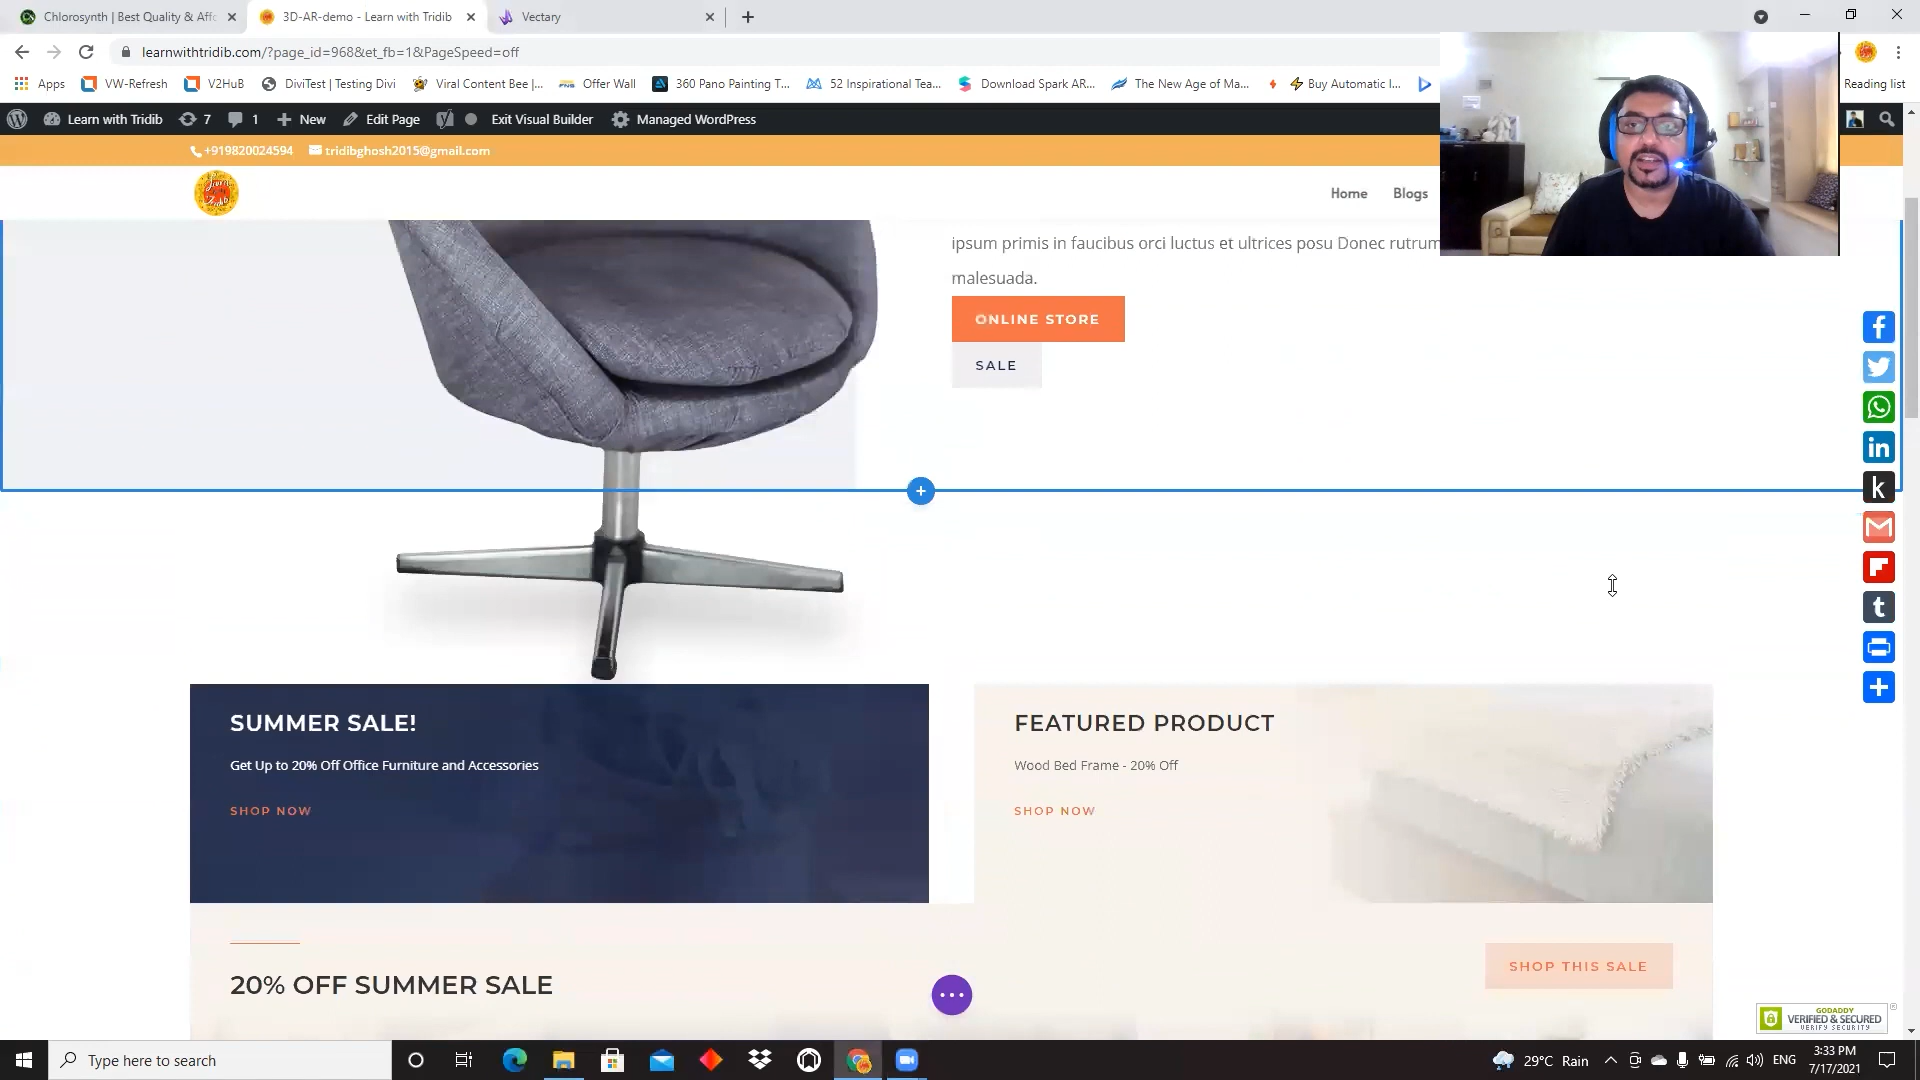 Chlorosynth | Best Quality & Affo
3D-AR-demo - Learn with Tridib
Vectary
learnwithtridib.com/?page_id=968&et_fb=1&PageSpeed=off
Apps
VW-Refresh
V2HuB
DiviTest | Testing Divi
Viral Content Bee |...
Offer Wall
360 Pano Painting T...
52 Inspirational Tea...
Download Spark AR...
The New Age of Ma...
Buy Automatic I...
Reading list
Learn with Tridib
7
1
New
Edit Page
Exit Visual Builder
Managed WordPress
+919820024594
tridibghosh2015@gmail.com
Home
Blogs
ipsum primis in faucibus orci luctus et ultrices posu Donec rutrum
malesuada.
ONLINE STORE
SALE
SUMMER SALE!
Get Up to 20% Off Office Furniture and Accessories
SHOP NOW
FEATURED PRODUCT
Wood Bed Frame - 20% Off
SHOP NOW
20% OFF SUMMER SALE
SHOP THIS SALE
GODADDY
VERIFIED & SECURED
VERIFY SECURITY
Type here to search
29°C Rain
ENG
3:33 PM
7/17/2021